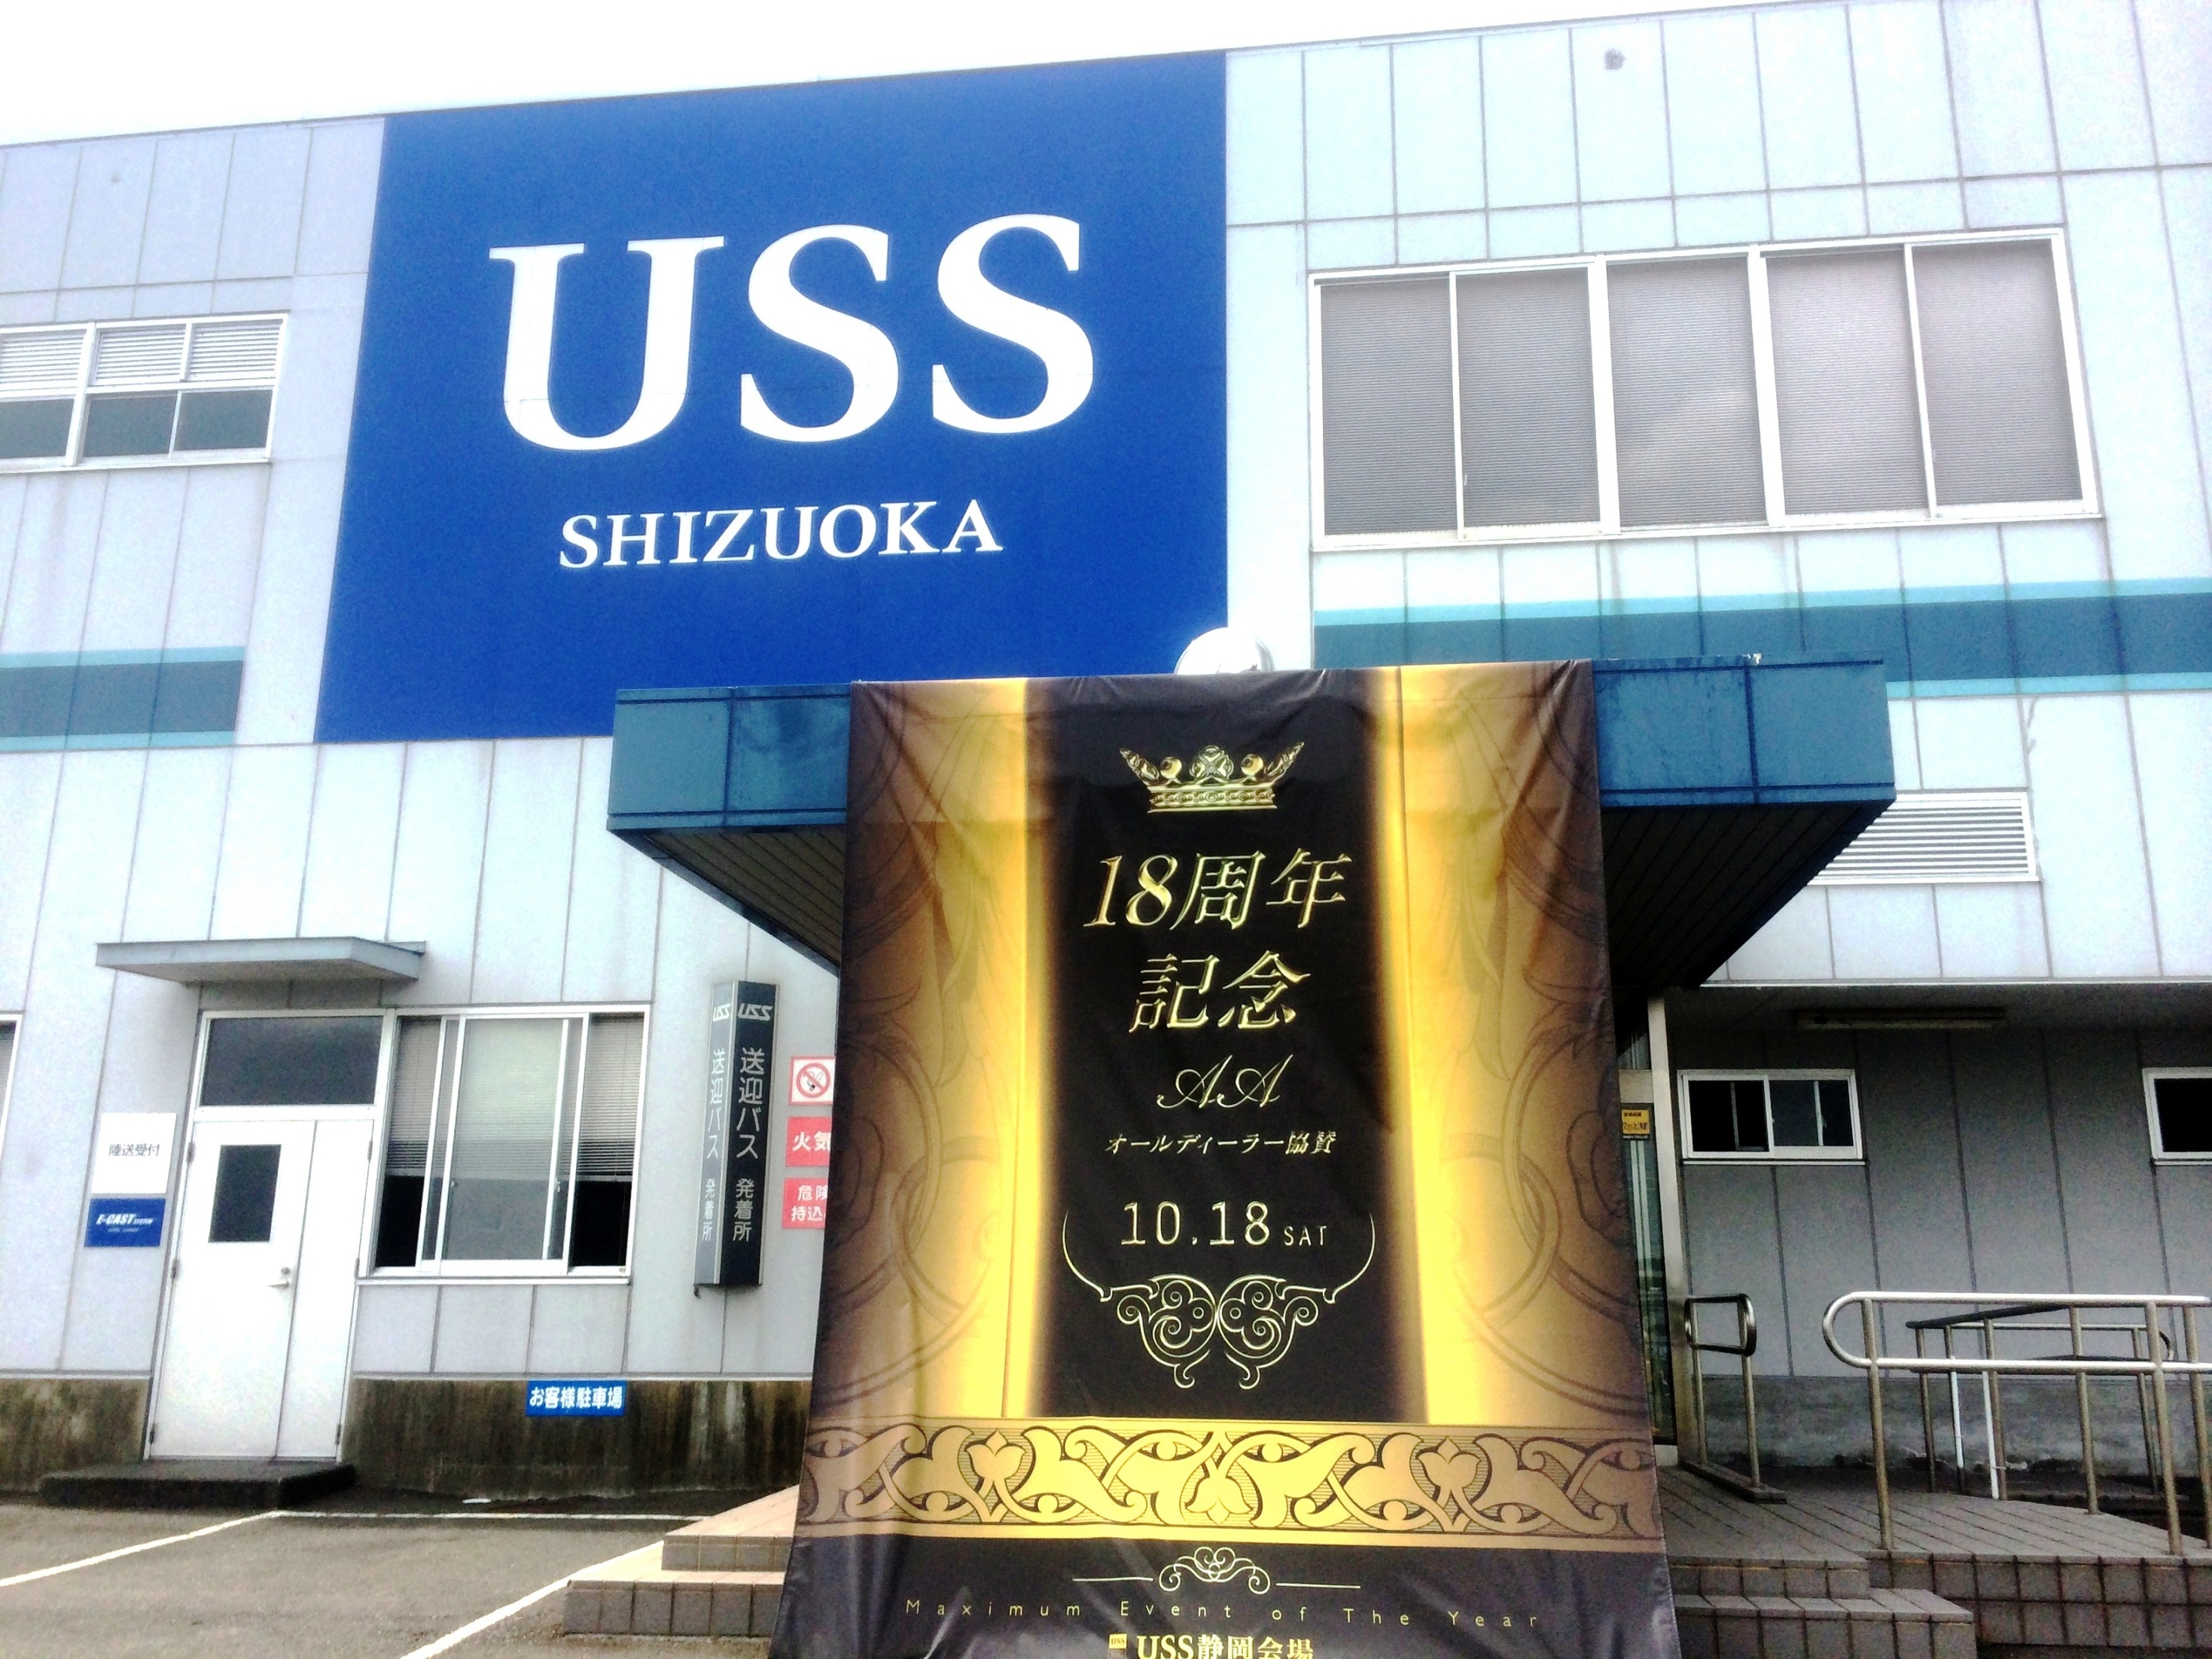 USS
SHIZUOKA
18周年
記念
AA
オールディーラー協賛
10.18 SAT
Maximum Event of The Year
USS
USS静岡会場
USS
送迎バス 発着所
USS
送迎バス 発着所
火気
危険
持込
陸送受付
E-CAST SYSTEM
お客様駐車場